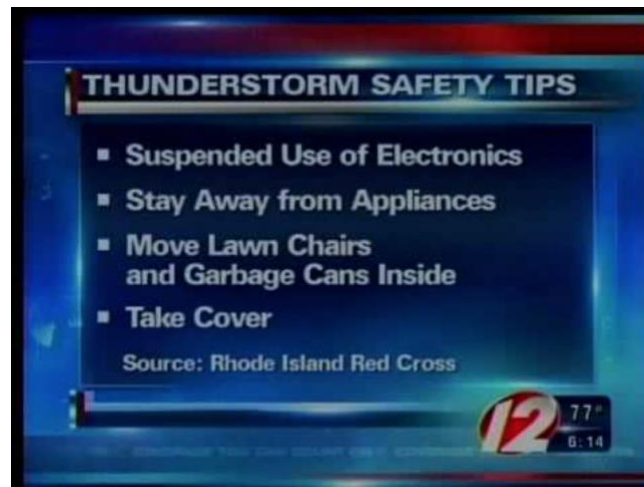 THUNDERSTORM SAFETY TIPS
Suspended Use of Electronics
Stay Away from Appliances
Move Lawn Chairs
and Garbage Cans Inside
Take Cover
Source: Rhode Island Red Cross
12
77°
6:14